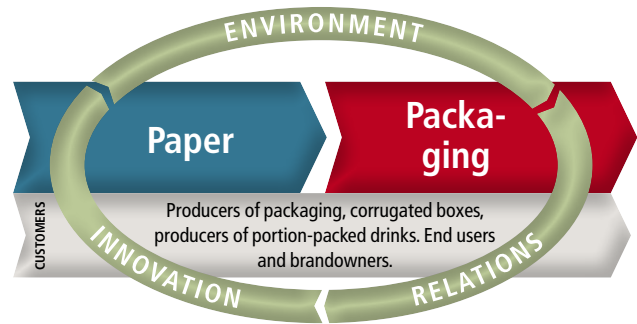 ENVIRONMENT
Paper
Packa-
ging
CUSTOMERS
Producers of packaging, corrugated boxes,
producers of portion-packed drinks. End users
and brandowners.
INNOVATION
RELATIONS